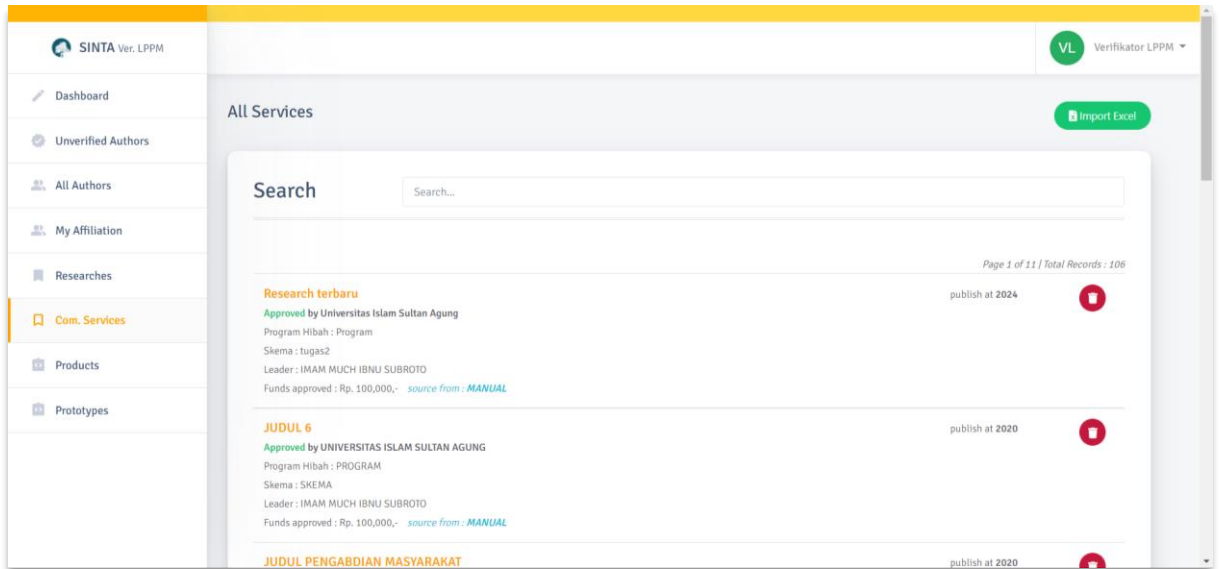 SINTA Ver. LPPM
VL Verifikator LPPM
Dashboard
Unverified Authors
All Authors
My Affiliation
Researches
Com. Services
Products
Prototypes
All Services
Import Excel
Search
Search...
Page 1 of 11 | Total Records : 106
Research terbaru
publish at 2024
Approved by Universitas Islam Sultan Agung
Program Hibah : Program
Skema : tugas2
Leader : IMAM MUCH IBNU SUBROTO
Funds approved : Rp. 100,000,- source from : MANUAL
JUDUL 6
publish at 2020
Approved by UNIVERSITAS ISLAM SULTAN AGUNG
Program Hibah : PROGRAM
Skema : SKEMA
Leader : IMAM MUCH IBNU SUBROTO
Funds approved : Rp. 100,000,- source from : MANUAL
JUDUL PENGABDIAN MASYARAKAT
publish at 2020